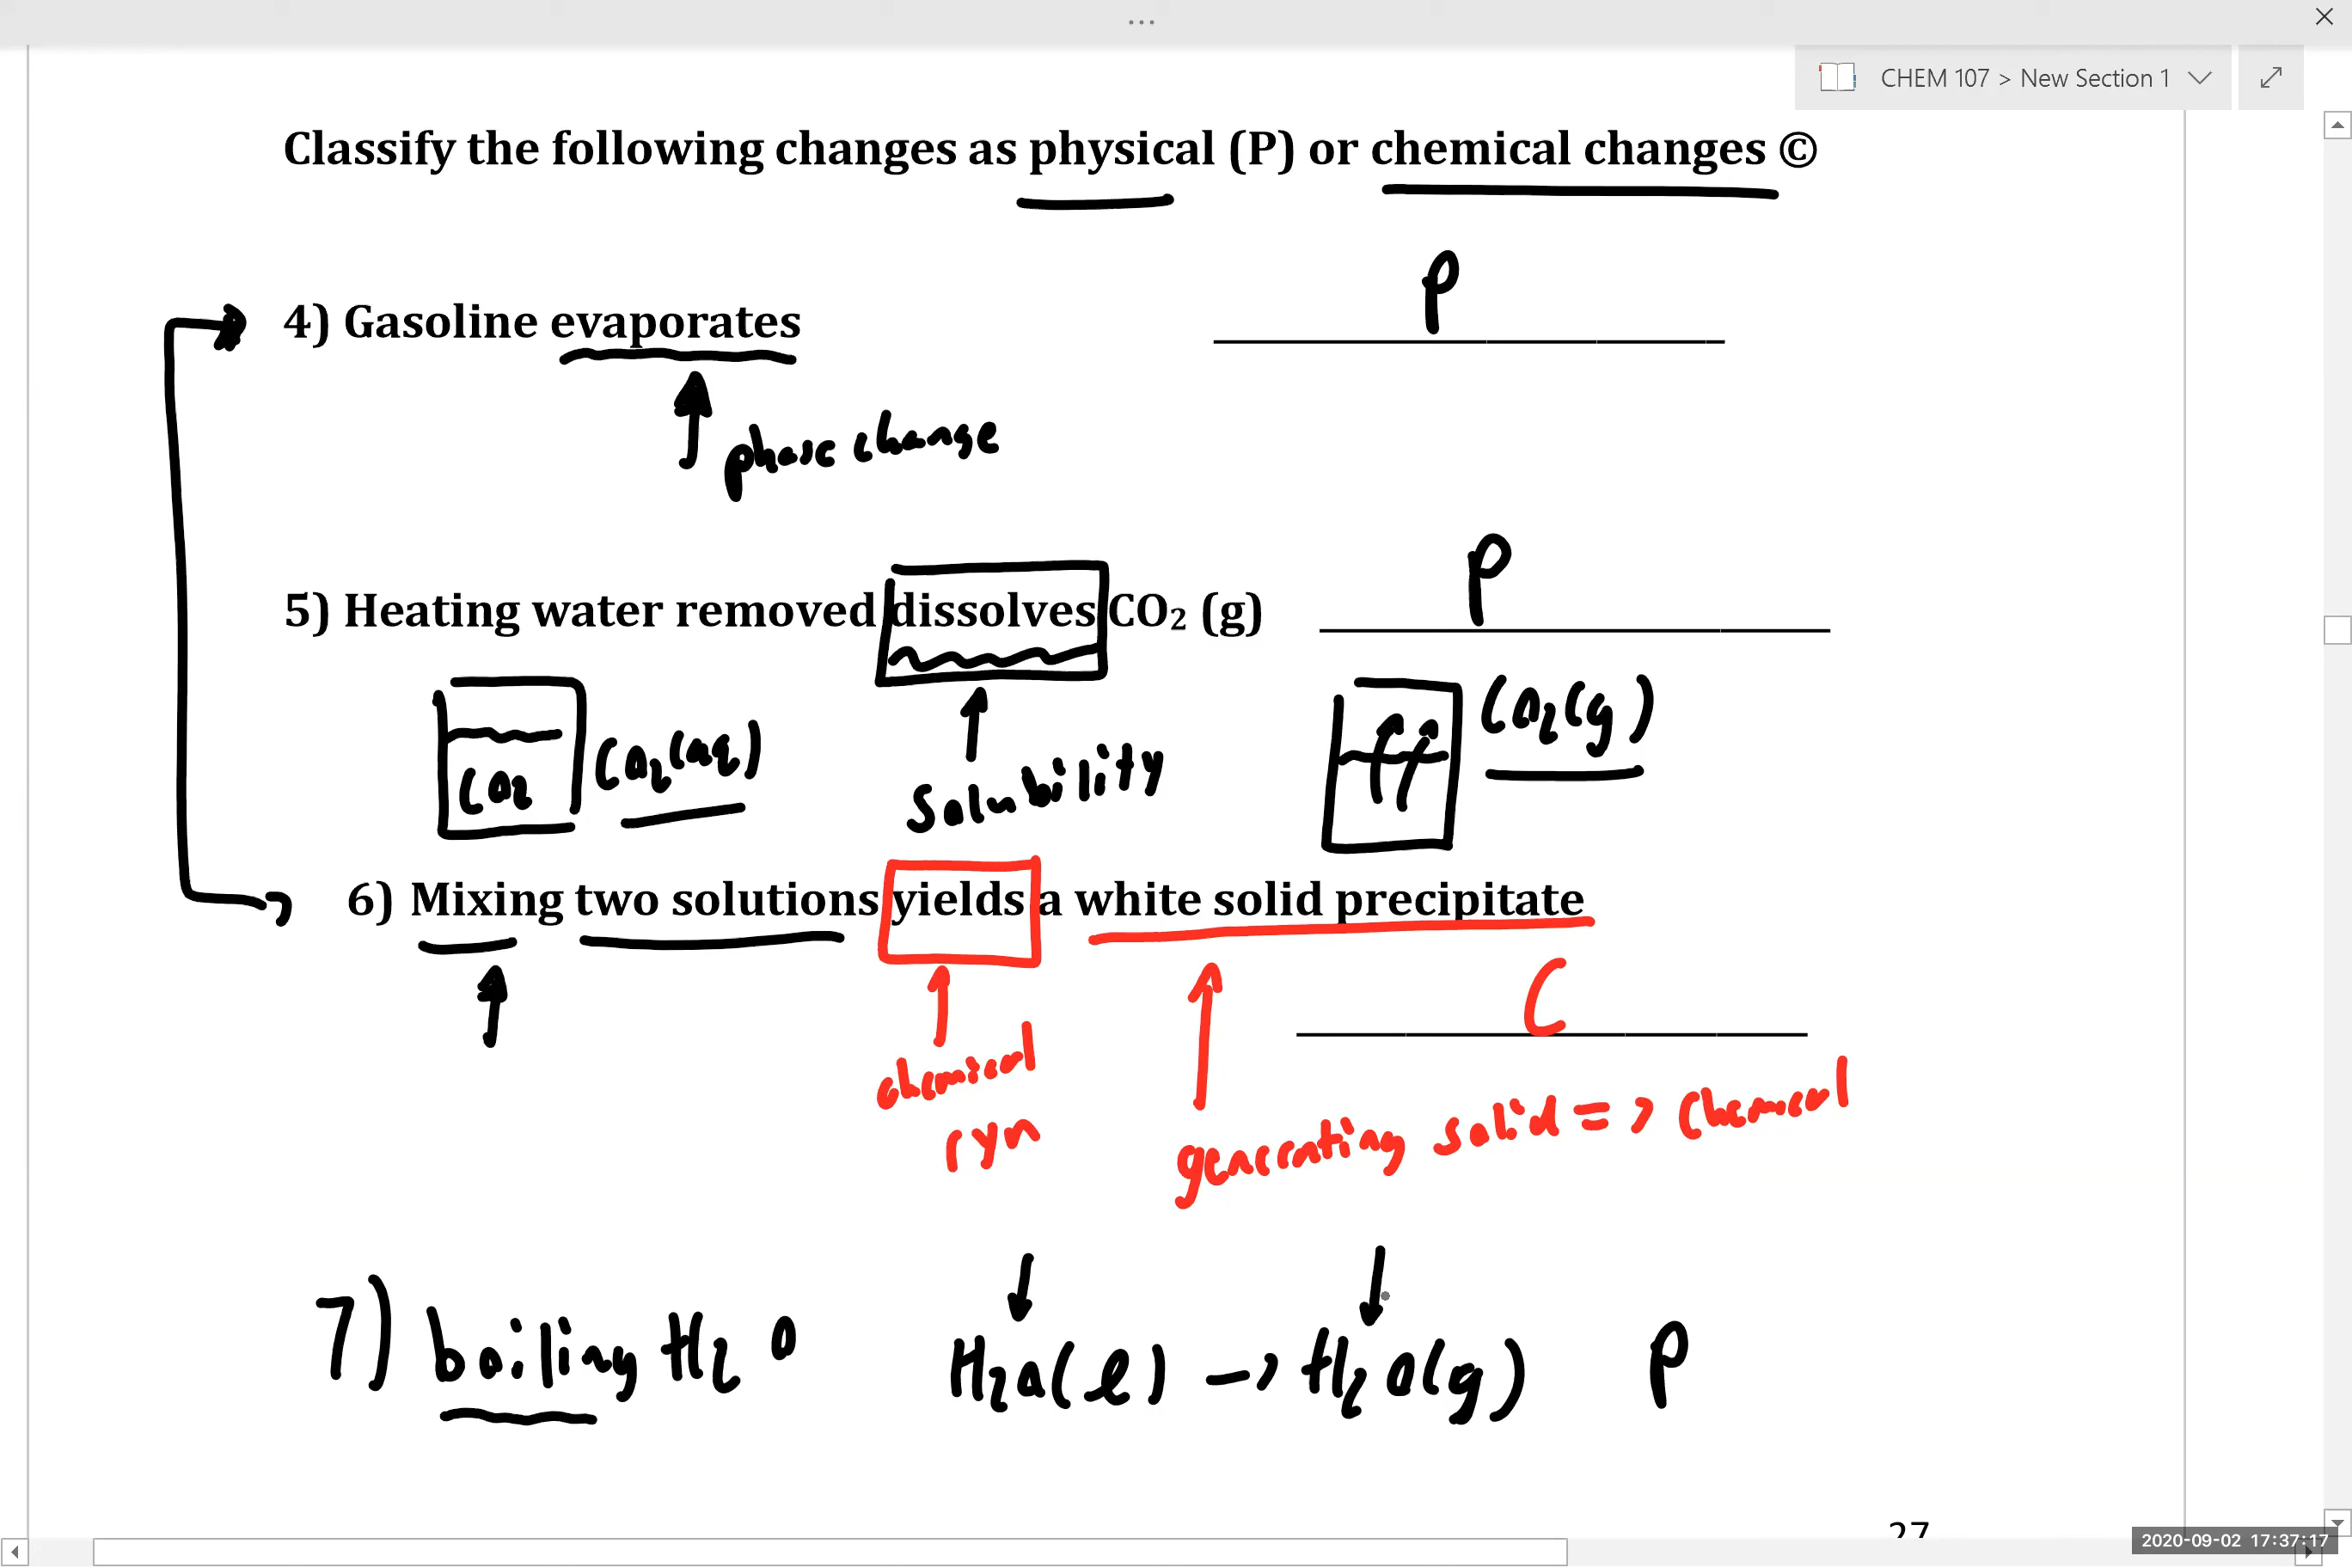 CHEM 107 > New Section 1
Classify the following changes as physical (P) or chemical changes ©
4) Gasoline evaporates P
phase change
5) Heating water removed dissolves CO₂ (g) P
CO2 CO2(aq) solubility CO2(g)
6) Mixing two solutions yields a white solid precipitate
C
chemical
rxn
generating solid => chemical
7) boiling H2O H2O(l) -> H2O(g) P
27
2020-09-02 17:37:17